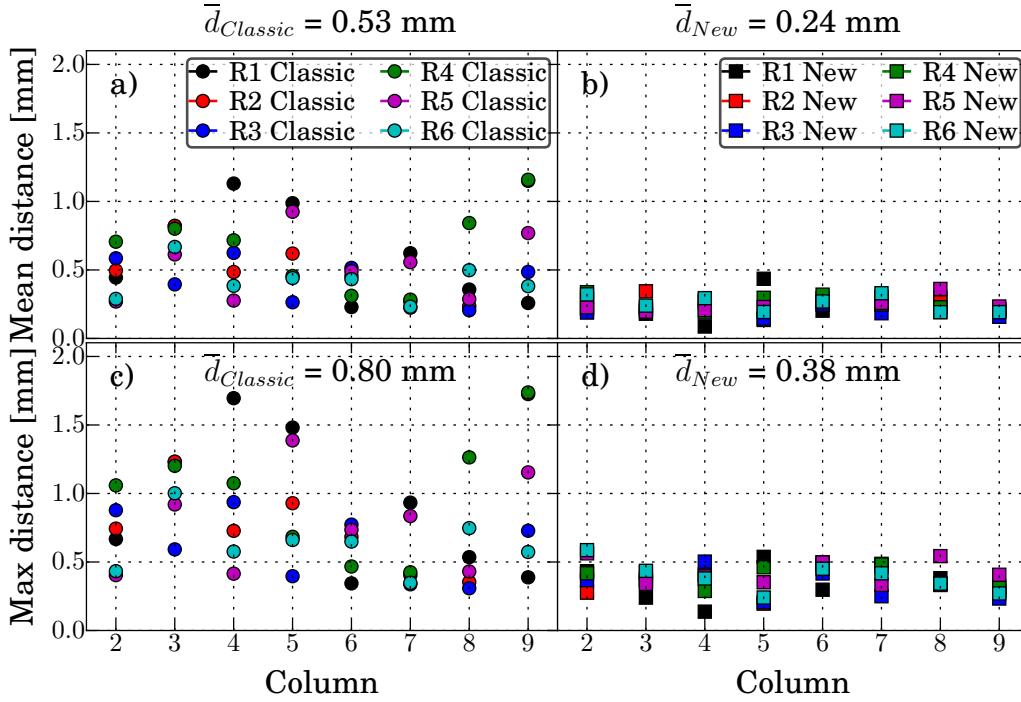 d̅Classic = 0.53 mm
d̅New = 0.24 mm
Mean distance [mm]
2.0
1.5
1.0
0.5
0.0
a)
R1 Classic R4 Classic
R2 Classic R5 Classic
R3 Classic R6 Classic
b)
R1 New R4 New
R2 New R5 New
R3 New R6 New
Max distance [mm]
2.0
1.5
1.0
0.5
0.0
c)
d̅Classic = 0.80 mm
d)
d̅New = 0.38 mm
2 3 4 5 6 7 8 9
2 3 4 5 6 7 8 9
Column
Column